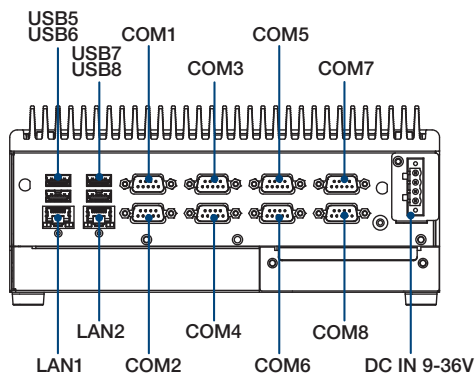 USB5
USB6
USB7
USB8
COM1
COM3
COM5
COM7
LAN1
LAN2
COM2
COM4
COM6
COM8
DC IN 9-36V